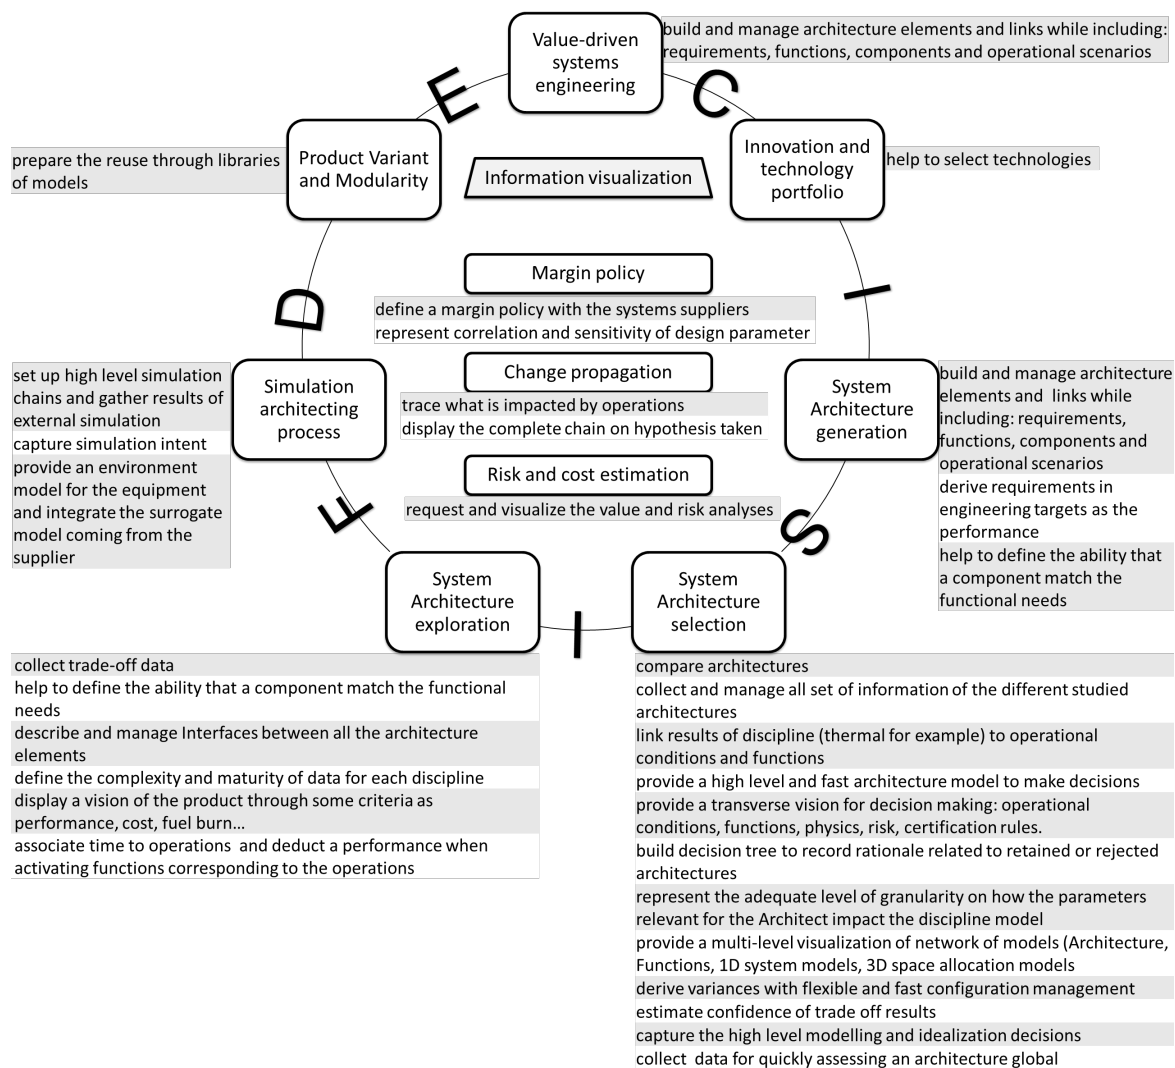 Value-driven
systems
engineering
build and manage architecture elements and links while including:
requirements, functions, components and operational scenarios
E
C
Product Variant
and Modularity
prepare the reuse through libraries
of models
Information visualization
Innovation and
technology
portfolio
help to select technologies
D
I
Margin policy
define a margin policy with the systems suppliers
represent correlation and sensitivity of design parameter
Change propagation
trace what is impacted by operations
display the complete chain on hypothesis taken
Risk and cost estimation
request and visualize the value and risk analyses
Simulation
architecting
process
set up high level simulation
chains and gather results of
external simulation
capture simulation intent
provide an environment
model for the equipment
and integrate the surrogate
model coming from the
supplier
System
Architecture
generation
build and manage architecture
elements and  links while
including: requirements,
functions, components and
operational scenarios
derive requirements in
engineering targets as the
performance
help to define the ability that
a component match the
functional needs
F
S
I
System
Architecture
exploration
collect trade-off data
help to define the ability that a component match the functional
needs
describe and manage Interfaces between all the architecture
elements
define the complexity and maturity of data for each discipline
display a vision of the product through some criteria as
performance, cost, fuel burn…
associate time to operations  and deduct a performance when
activating functions corresponding to the operations
System
Architecture
selection
compare architectures
collect and manage all set of information of the different studied
architectures
link results of discipline (thermal for example) to operational
conditions and functions
provide a high level and fast architecture model to make decisions
provide a transverse vision for decision making: operational
conditions, functions, physics, risk, certification rules.
build decision tree to record rationale related to retained or rejected
architectures
represent the adequate level of granularity on how the parameters
relevant for the Architect impact the discipline model
provide a multi-level visualization of network of models (Architecture,
Functions, 1D system models, 3D space allocation models
derive variances with flexible and fast configuration management
estimate confidence of trade off results
capture the high level modelling and idealization decisions
collect  data for quickly assessing an architecture global